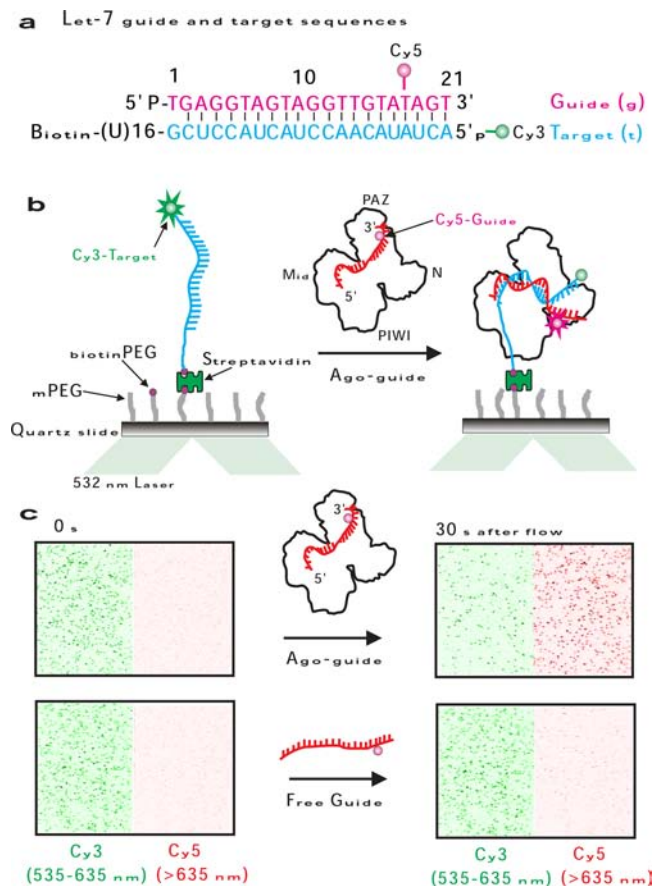 a Let-7 guide and target sequences
Cy5
1 10 21
5' P-TGAGGTAGTAGGTTGTATAGT 3' Guide (g)
Biotin-(U)16-GCUCCAUCAUCCAACAUAUCA 5'P Cy3 Target (t)
b
PAZ
3'
Cy5-Guide
Cy3-Target
Mid
N
5'
PIWI
biotinPEG
Streptavidin
Ago-guide
mPEG
Quartz slide
532 nm Laser
c
0 s
3'
30 s after flow
5'
Ago-guide
Free Guide
Cy3 Cy5
(535-635 nm) (>635 nm)
Cy3 Cy5
(535-635 nm) (>635 nm)